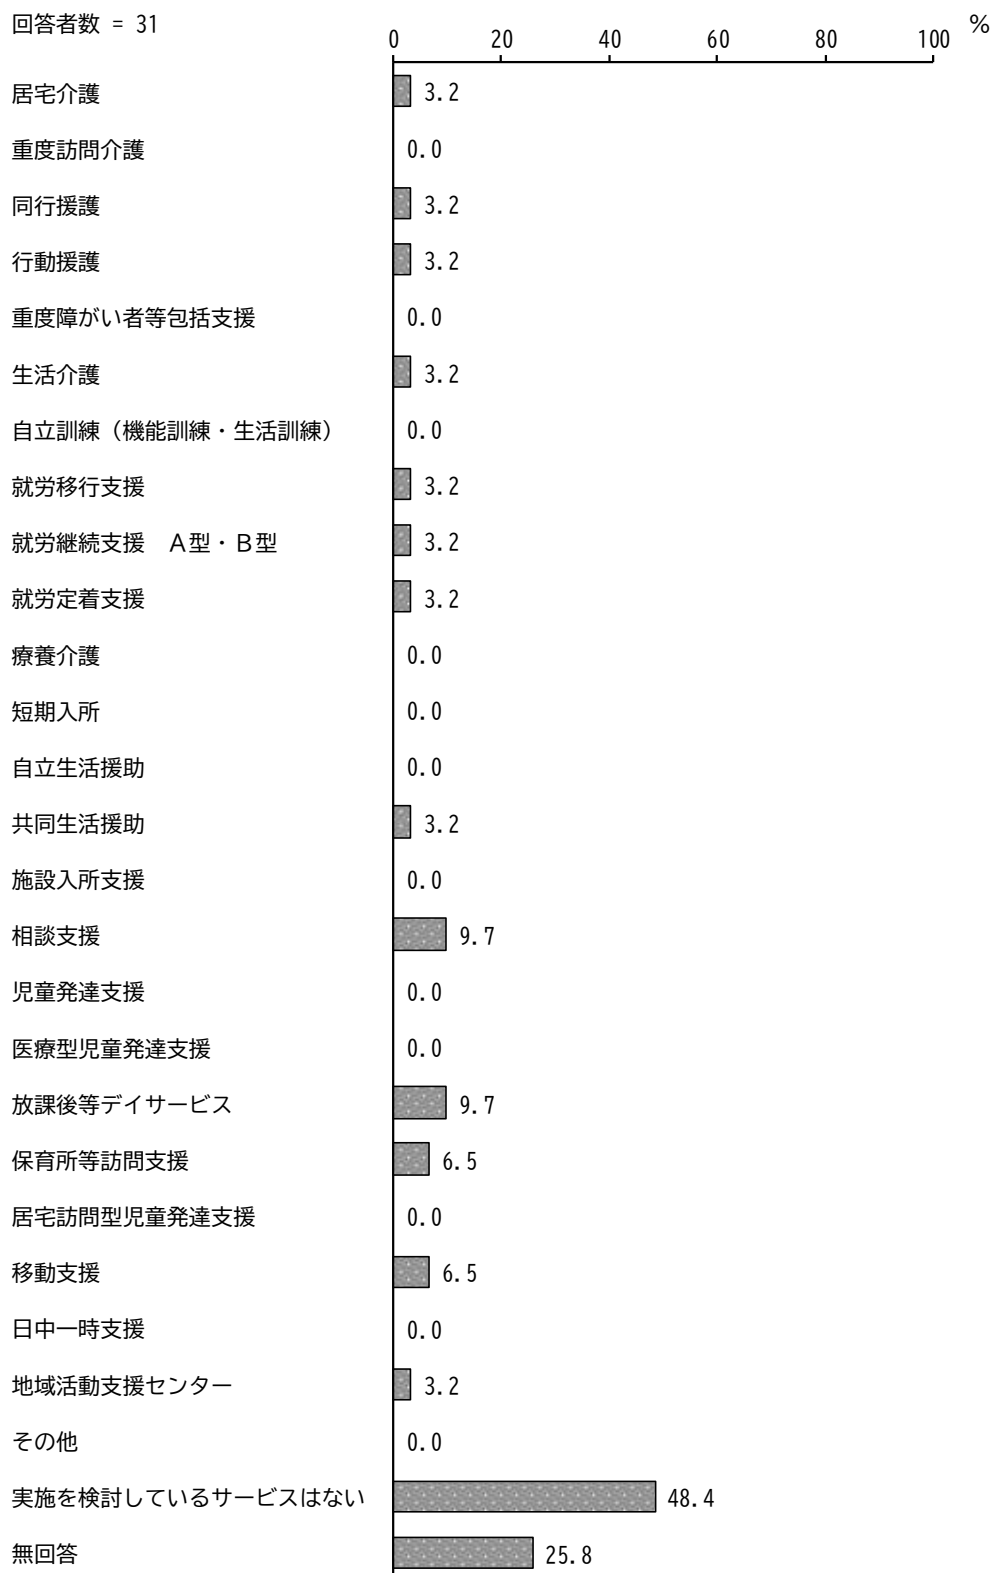 回答者数 = 31
0 20 40 60 80 100 %
居宅介護 3.2
重度訪問介護 0.0
同行援護 3.2
行動援護 3.2
重度障がい者等包括支援 0.0
生活介護 3.2
自立訓練（機能訓練・生活訓練） 0.0
就労移行支援 3.2
就労継続支援　Ａ型・Ｂ型 3.2
就労定着支援 3.2
療養介護 0.0
短期入所 0.0
自立生活援助 0.0
共同生活援助 3.2
施設入所支援 0.0
相談支援 9.7
児童発達支援 0.0
医療型児童発達支援 0.0
放課後等デイサービス 9.7
保育所等訪問支援 6.5
居宅訪問型児童発達支援 0.0
移動支援 6.5
日中一時支援 0.0
地域活動支援センター 3.2
その他 0.0
実施を検討しているサービスはない 48.4
無回答 25.8